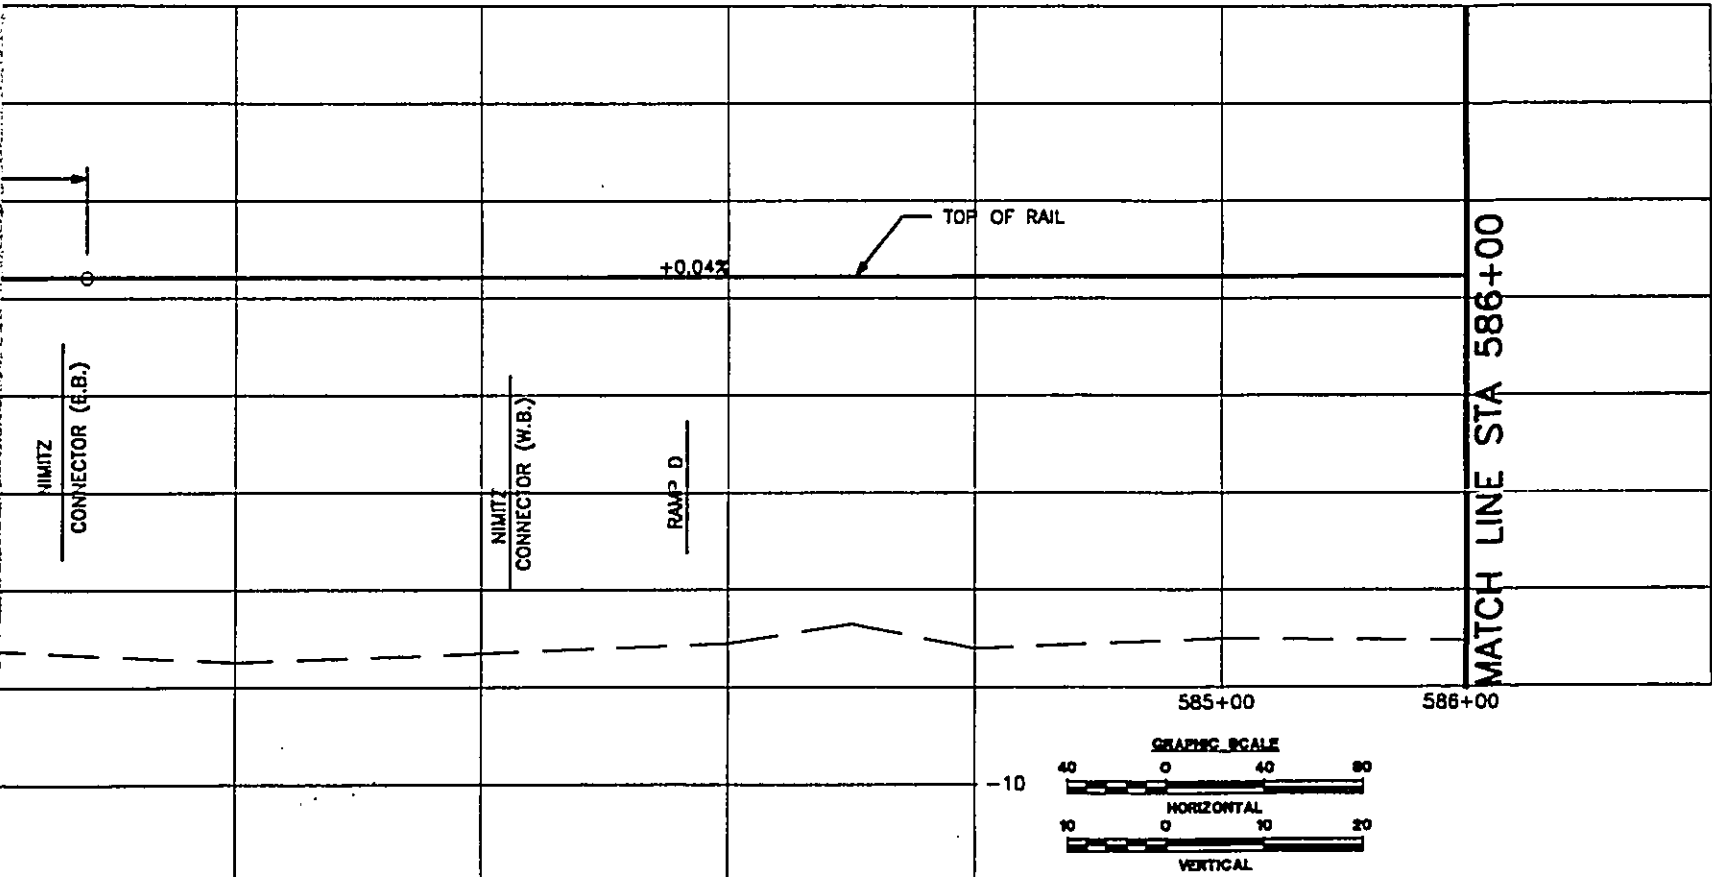 TOP OF RAIL
+0.04%
NIMITZ
CONNECTOR (E.B.)
NIMITZ
CONNECTOR (W.B.)
RAMP D
MATCH LINE STA 586+00
585+00
586+00
-10
GRAPHIC SCALE
40 0 40 80
HORIZONTAL
10 0 10 20
VERTICAL